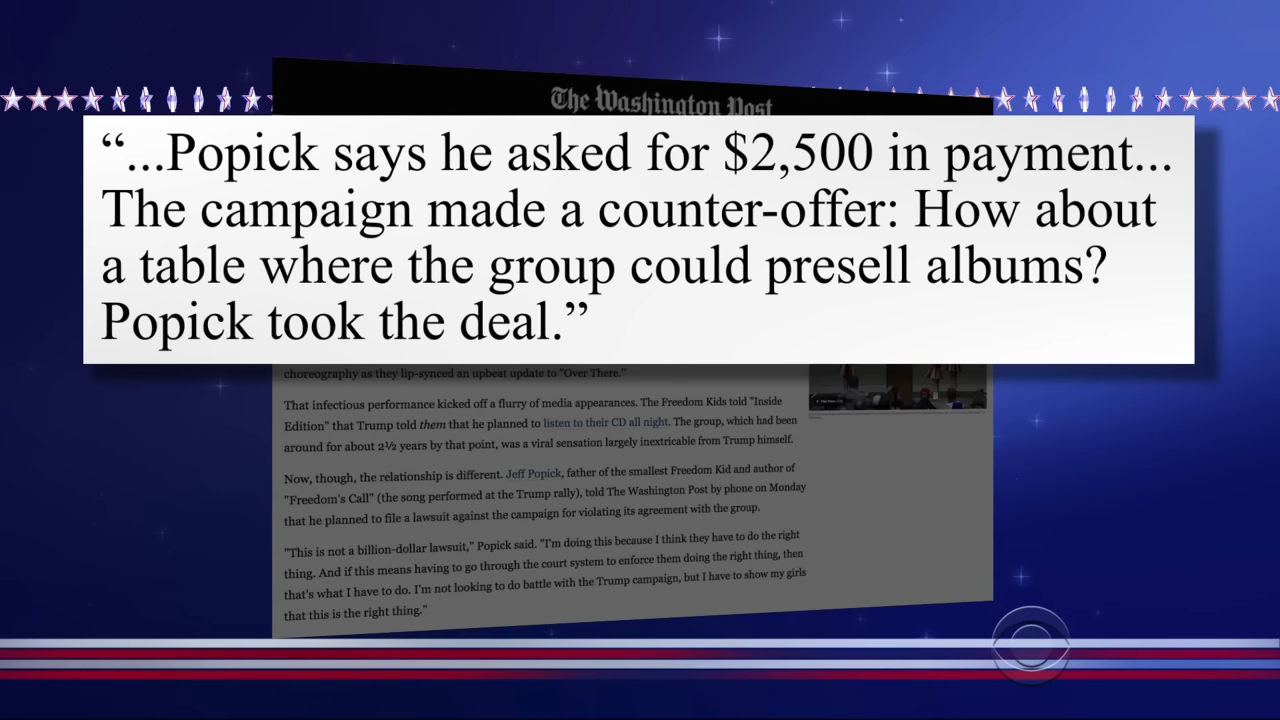 The Washington Post
“...Popick says he asked for $2,500 in payment...
The campaign made a counter-offer: How about
a table where the group could presell albums?
Popick took the deal.”
choreography as they lip-synced an upbeat update to "Over There."
That infectious performance kicked off a flurry of media appearances. The Freedom Kids told "Inside
Edition" that Trump told them that he planned to listen to their CD all night. The group, which had been
around for about 2½ years by that point, was a viral sensation largely inextricable from Trump himself.
Now, though, the relationship is different. Jeff Popick, father of the smallest Freedom Kid and author of
"Freedom's Call" (the song performed at the Trump rally), told The Washington Post by phone on Monday
that he planned to file a lawsuit against the campaign for violating its agreement with the group.
"This is not a billion-dollar lawsuit," Popick said. "I'm doing this because I think they have to do the right
thing. And if this means having to go through the court system to enforce them doing the right thing, then
that's what I have to do. I'm not looking to do battle with the Trump campaign, but I have to show my girls
that this is the right thing."